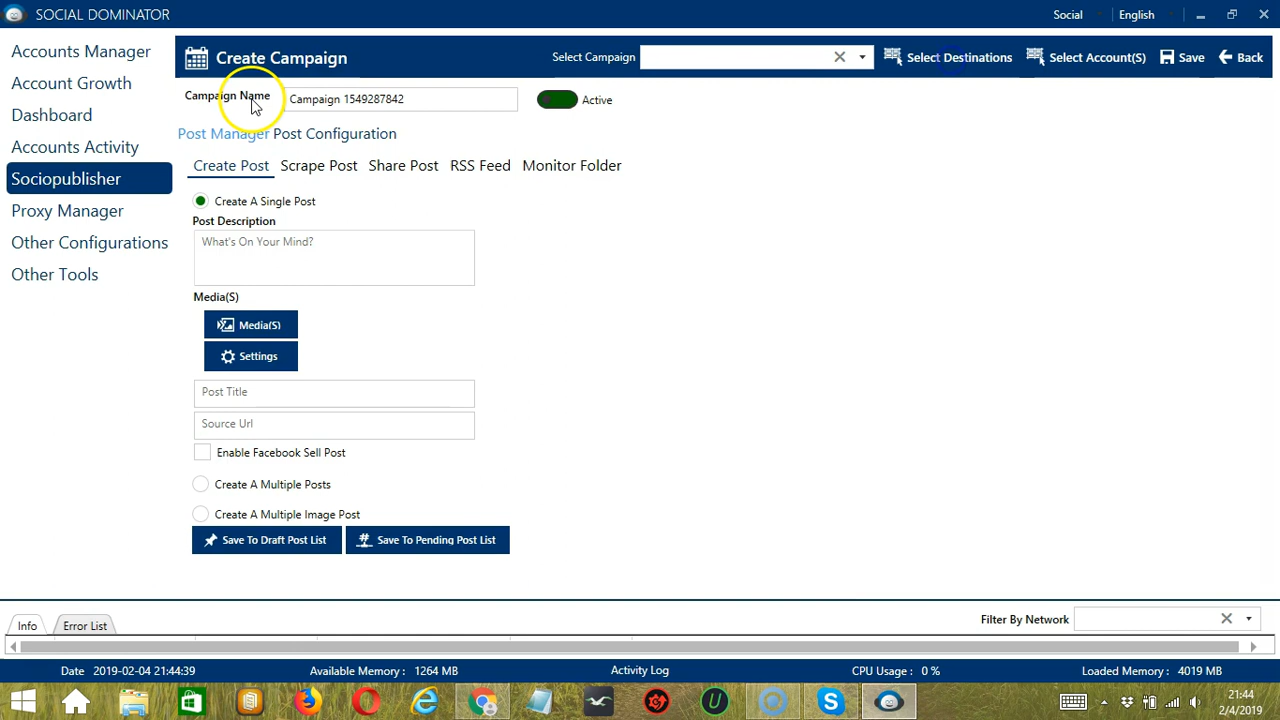 SOCIAL DOMINATOR
Social
English
Accounts Manager
Account Growth
Dashboard
Accounts Activity
Sociopublisher
Proxy Manager
Other Configurations
Other Tools
Create Campaign
Select Campaign
Select Destinations
Select Account(S)
Save
Back
Campaign Name
Campaign 1549287842
Active
Post Manager Post Configuration
Create Post Scrape Post Share Post RSS Feed Monitor Folder
Create A Single Post
Post Description
What's On Your Mind?
Media(S)
Media(S)
Settings
Post Title
Source Url
Enable Facebook Sell Post
Create A Multiple Posts
Create A Multiple Image Post
Save To Draft Post List
Save To Pending Post List
Info
Error List
Filter By Network
Date 2019-02-04 21:44:39
Available Memory : 1264 MB
Activity Log
CPU Usage : 0 %
Loaded Memory : 4019 MB
21:44
2/4/2019